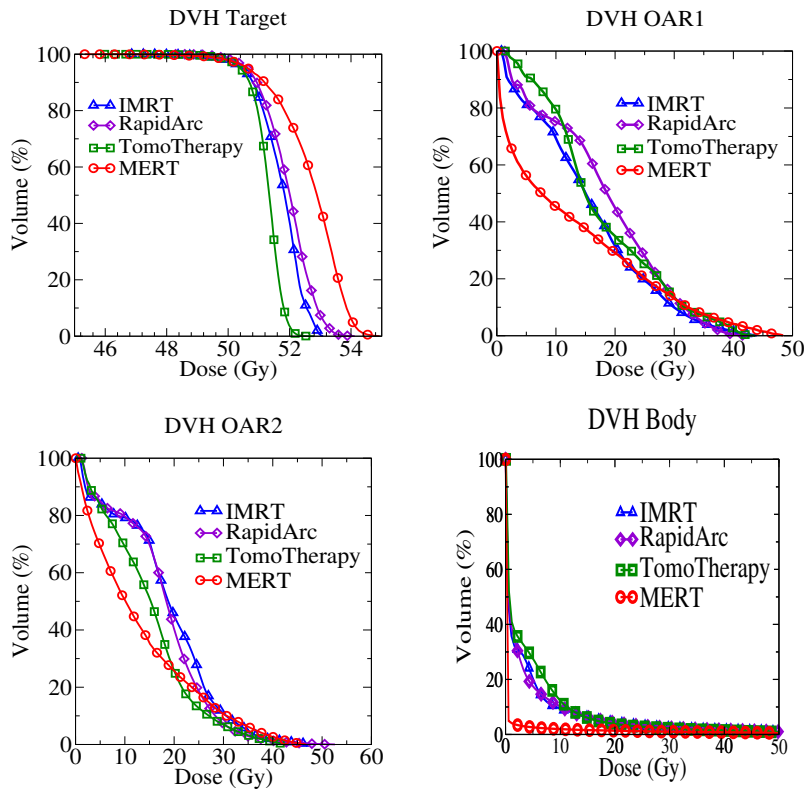 DVH Target
100
80
60
40
20
0
Volume (%)
IMRT
RapidArc
TomoTherapy
MERT
46 48 50 52 54
Dose (Gy)
DVH OAR1
100
80
60
40
20
0
Volume (%)
IMRT
RapidArc
TomoTherapy
MERT
0 10 20 30 40 50
Dose (Gy)
DVH OAR2
100
80
60
40
20
0
Volume (%)
IMRT
RapidArc
TomoTherapy
MERT
0 10 20 30 40 50 60
Dose (Gy)
DVH Body
100
80
60
40
20
0
Volume (%)
IMRT
RapidArc
TomoTherapy
MERT
0 10 20 30 40 50
Dose (Gy)